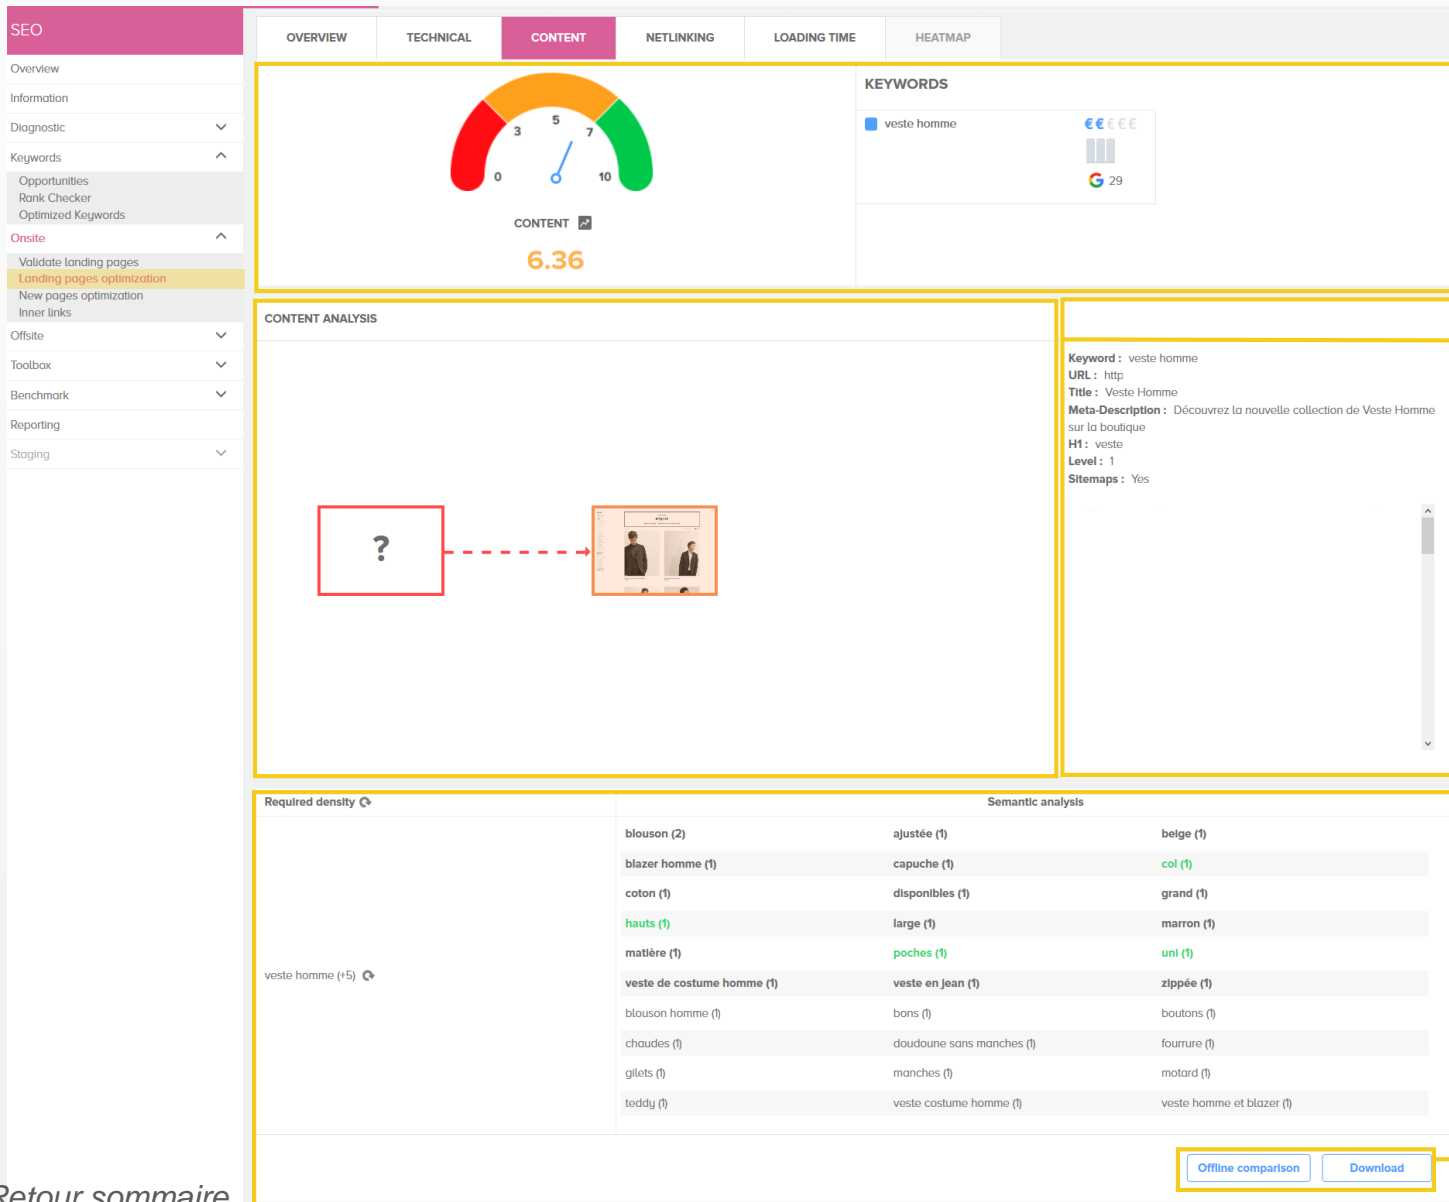 SEO
Overview
Information
Diagnostic
Keywords
Opportunities
Rank Checker
Optimized Keywords
Onsite
Validate landing pages
Landing pages optimization
New pages optimization
Inner links
Offsite
Toolbox
Benchmark
Reporting
Staging
OVERVIEW TECHNICAL CONTENT NETLINKING LOADING TIME HEATMAP
0 3 5 7 10
CONTENT
6.36
KEYWORDS
veste homme €€€€€
G 29
CONTENT ANALYSIS
?
Keyword : veste homme
URL : http
Title : Veste Homme
Meta-Description : Découvrez la nouvelle collection de Veste Homme
sur la boutique
H1 : veste
Level : 1
Sitemaps : Yes
Required density Semantic analysis
veste homme (+5)
blouson (2) ajustée (1) beige (1)
blazer homme (1) capuche (1) col (1)
coton (1) disponibles (1) grand (1)
hauts (1) large (1) marron (1)
matière (1) poches (1) uni (1)
veste de costume homme (1) veste en jean (1) zippée (1)
blouson homme (1) bons (1) boutons (1)
chaudes (1) doudoune sans manches (1) fourrure (1)
gilets (1) manches (1) motard (1)
teddy (1) veste costume homme (1) veste homme et blazer (1)
Offline comparison Download
Retour sommaire